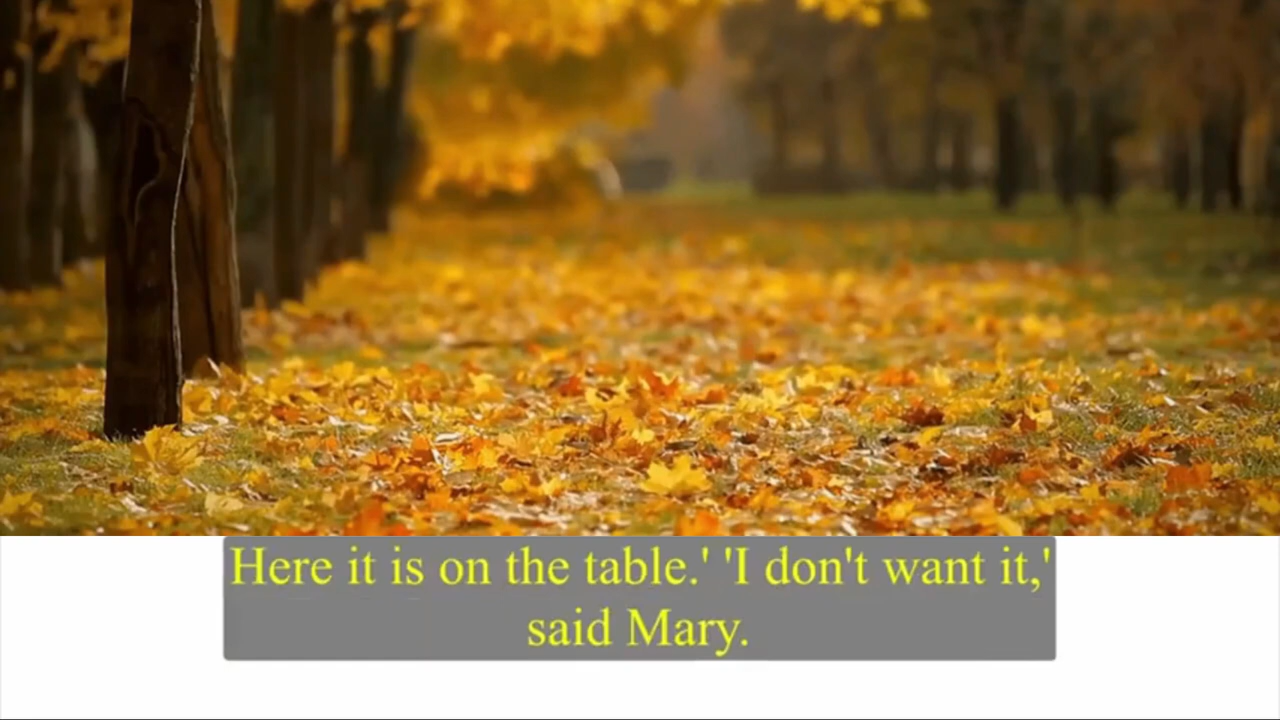 Here it is on the table.' 'I don't want it,'
said Mary.